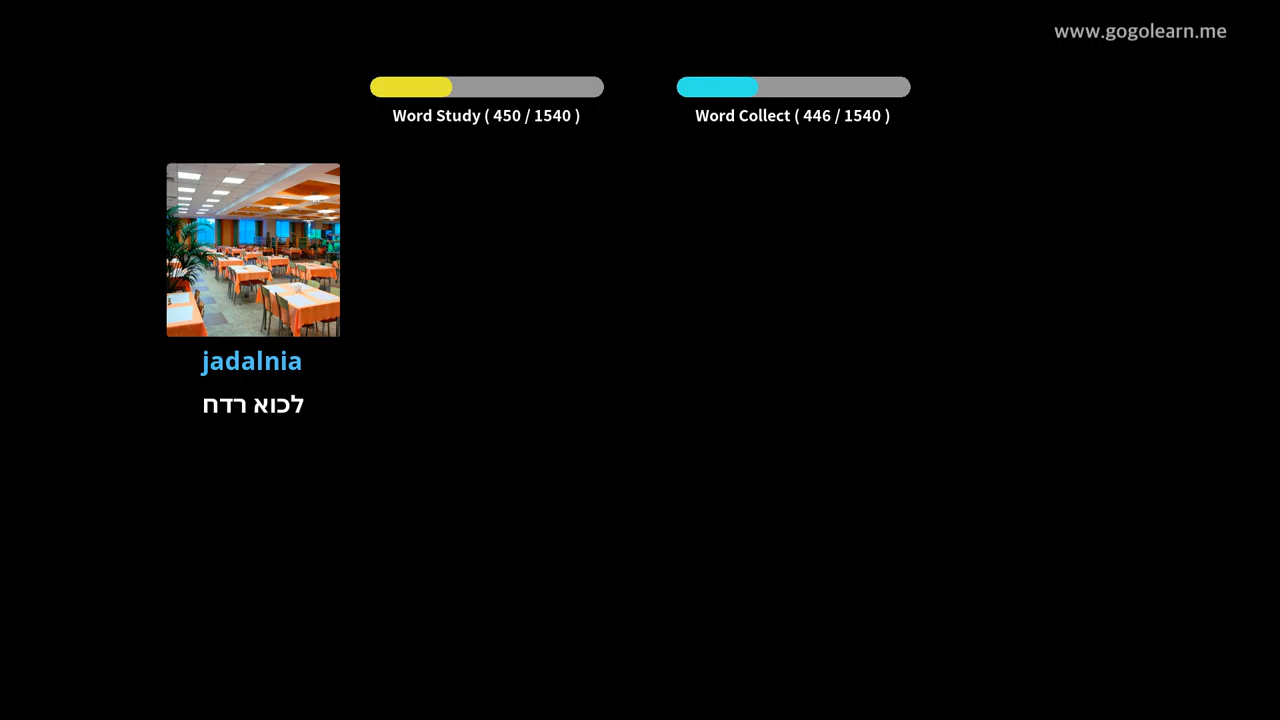 www.gogolearn.me
Word Study ( 450 / 1540 )
Word Collect ( 446 / 1540 )
jadalnia
לכוא רדח